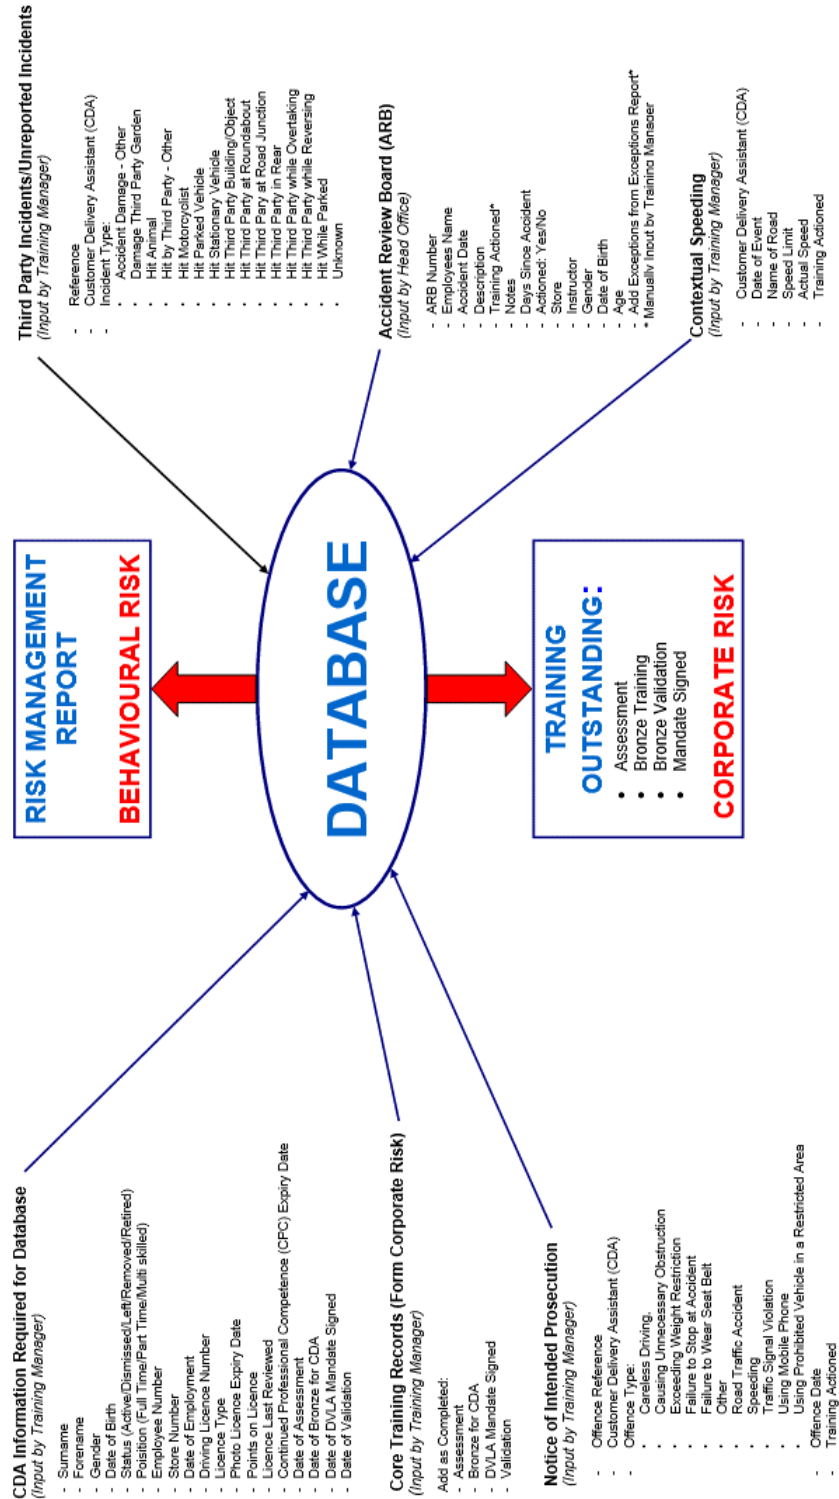 CDA Information Required for Database
(Input by Training Manager)
- Surname
- Forename
- Gender
- Date of Birth
- Status (Active/Dismissed/Left/Removed/Retired)
- Poisition (Full Time/Part Time/Multi skilled)
- Employee Number
- Store Number
- Date of Employment
- Driving Licence Number
- Licence Type
- Photo Licence Expiry Date
- Points on Licence
- Licence Last Reviewed
- Continued Professional Competence (CPC) Expiry Date
- Date of Assessment
- Date of Bronze for CDA
- Date of DVLA Mandate Signed
- Date of Validation
Core Training Records (Form Corporate Risk)
(Input by Training Manager)
Add as Completed:
- Assessment
- Bronze for CDA
- DVLA Mandate Signed
- Validation
Notice of Intended Prosecution
(Input by Training Manager)
- Offence Reference
- Customer Delivery Assistant (CDA)
- Offence Type:
• Careless Driving.
• Causing Unnecessary Obstruction
• Exceeding Weight Restriction
• Failure to Stop at Accident
• Failure to Wear Seat Belt
• Other
• Road Traffic Accident
• Speeding
• Traffic Signal Violation
• Using Mobile Phone
• Using Prohibited Vehicle in a Restricted Area
- Offence Date
- Training Actioned
RISK MANAGEMENT
REPORT
BEHAVIOURAL RISK
DATABASE
TRAINING
OUTSTANDING:
• Assessment
• Bronze Training
• Bronze Validation
• Mandate Signed
CORPORATE RISK
Third Party Incidents/Unreported Incidents
(Input by Training Manager)
- Reference
- Customer Delivery Assistant (CDA)
- Incident Type:
• Accident Damage - Other
• Damage Third Party Garden
• Hit Animal
• Hit by Third Party - Other
• Hit Motorcyclist
• Hit Parked Vehicle
• Hit Stationary Vehicle
• Hit Third Party Building/Object
• Hit Third Party at Roundabout
• Hit Third Pary at Road Junction
• Hit Third Party in Rear
• Hit Third Party while Overtaking
• Hit Third Party while Reversing
• Hit While Parked
• Unknown
Accident Review Board (ARB)
(Input by Head Office)
- ARB Number
- Employees Name
- Accident Date
- Description
- Training Actioned*
- Notes
- Days Since Accident
- Actioned: Yes/No
- Store
- Instructor
- Gender
- Date of Birth
- Age
- Add Exceptions from Exceptions Report*
* Manually Input by Training Manager
Contextual Speeding
(Input by Training Manager)
- Customer Delivery Assistant (CDA)
- Date of Event
- Name of Road
- Speed Limit
- Actual Speed
- Training Actioned